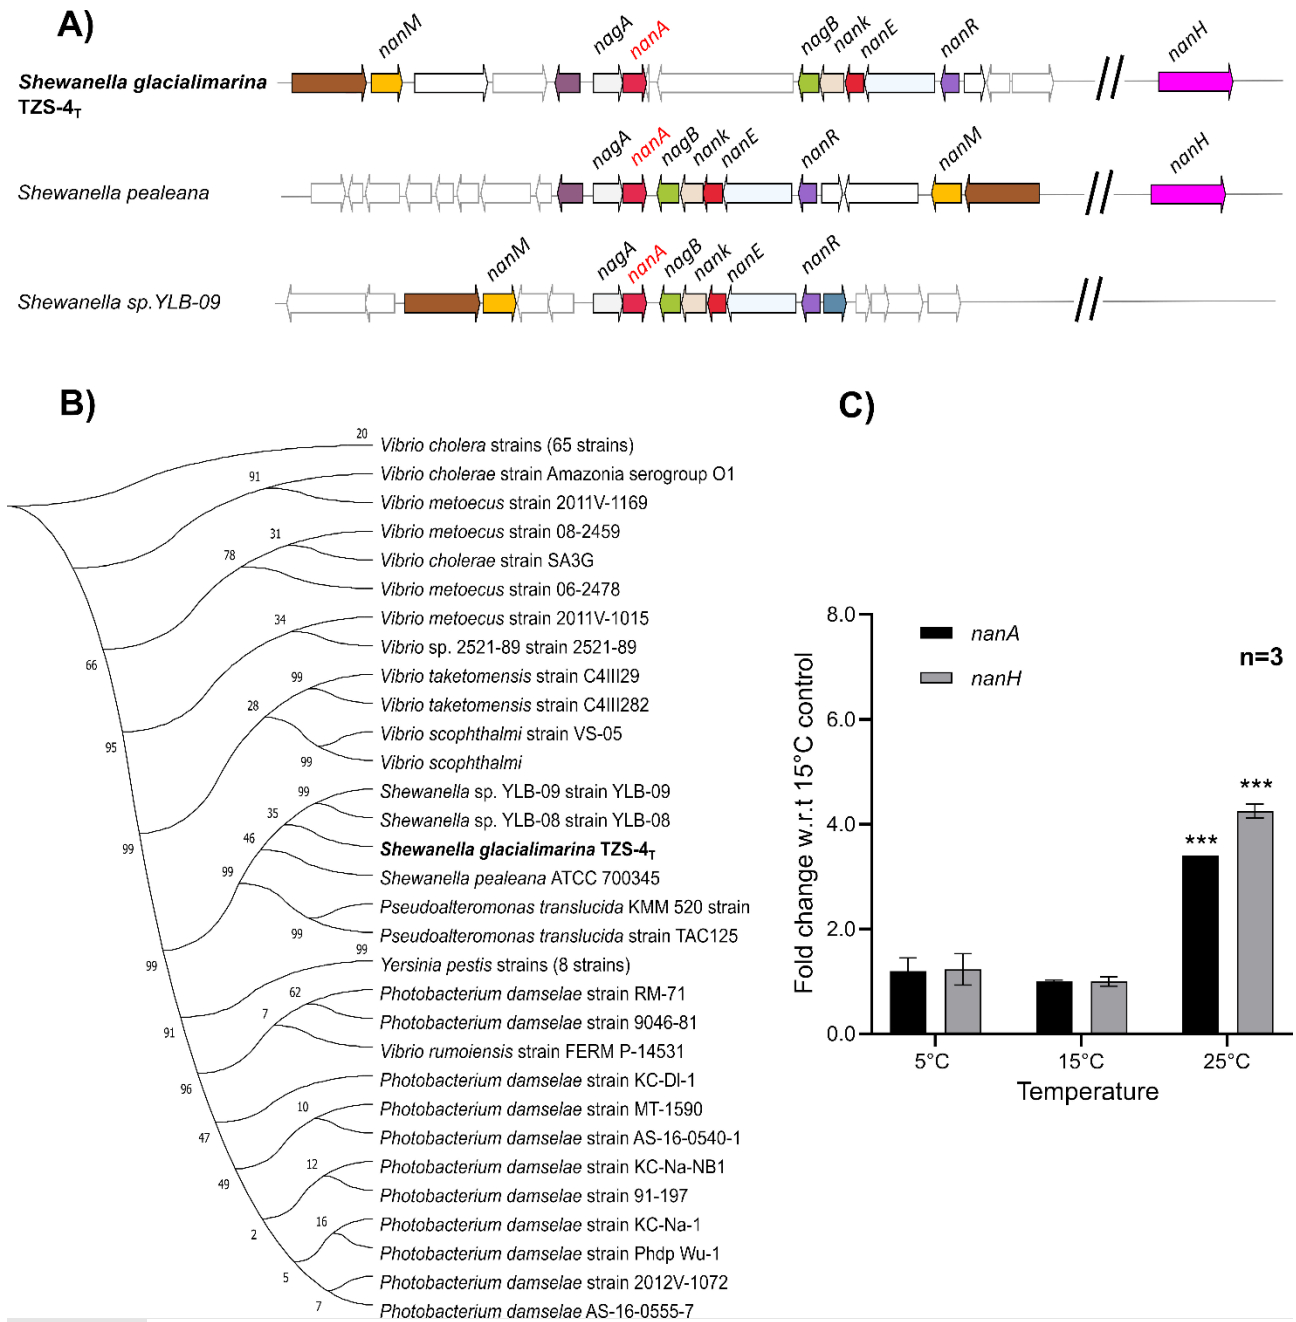 A)
nanM
nagA
nanA
nagB
nank
nanE
nanR
nanH
Shewanella glacialimarina
TZS-4T
nagA
nanA
nagB
nank
nanE
nanR
nanM
nanH
Shewanella pealeana
nanM
nagA
nanA
nagB
nank
nanE
nanR
Shewanella sp.YLB-09
B)
20
Vibrio cholera strains (65 strains)
91
Vibrio cholerae strain Amazonia serogroup O1
Vibrio metoecus strain 2011V-1169
31
Vibrio metoecus strain 08-2459
78
Vibrio cholerae strain SA3G
Vibrio metoecus strain 06-2478
34
Vibrio metoecus strain 2011V-1015
66
Vibrio sp. 2521-89 strain 2521-89
99
Vibrio taketomensis strain C4III29
28
Vibrio taketomensis strain C4III282
95
Vibrio scophthalmi strain VS-05
99
Vibrio scophthalmi
99
Shewanella sp. YLB-09 strain YLB-09
35
Shewanella sp. YLB-08 strain YLB-08
46
99
Shewanella glacialimarina TZS-4T
99
Shewanella pealeana ATCC 700345
Pseudoalteromonas translucida KMM 520 strain
99
Pseudoalteromonas translucida strain TAC125
99
99
Yersinia pestis strains (8 strains)
62
Photobacterium damselae strain RM-71
7
Photobacterium damselae strain 9046-81
91
Vibrio rumoiensis strain FERM P-14531
96
Photobacterium damselae strain KC-DI-1
10
Photobacterium damselae strain MT-1590
47
Photobacterium damselae strain AS-16-0540-1
12
Photobacterium damselae strain KC-Na-NB1
49
Photobacterium damselae strain 91-197
16
Photobacterium damselae strain KC-Na-1
2
Photobacterium damselae strain Phdp Wu-1
5
Photobacterium damselae strain 2012V-1072
7
Photobacterium damselae AS-16-0555-7
C)
Fold change w.r.t 15°C control
8.0
6.0
4.0
2.0
0.0
nanA
nanH
n=3
***
***
5°C
15°C
25°C
Temperature